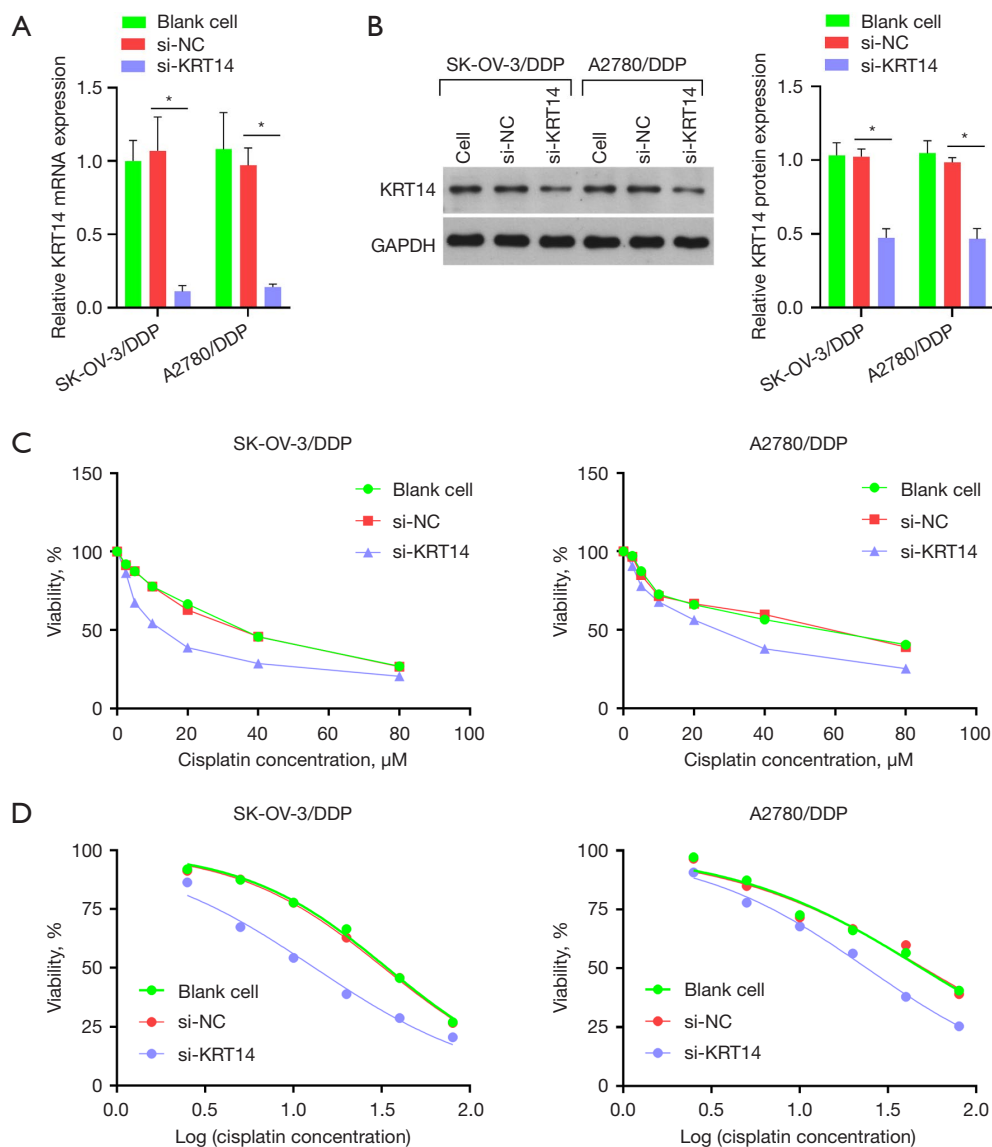 A
Blank cell
si-NC
si-KRT14
Relative KRT14 mRNA expression
1.5
1.0
0.5
0.0
*
*
SK-OV-3/DDP
A2780/DDP
B
SK-OV-3/DDP
A2780/DDP
Cell
si-NC
si-KRT14
Cell
si-NC
si-KRT14
KRT14
GAPDH
Blank cell
si-NC
si-KRT14
Relative KRT14 protein expression
1.5
1.0
0.5
0.0
*
*
SK-OV-3/DDP
A2780/DDP
C
SK-OV-3/DDP
Viability, %
150
100
50
0
Blank cell
si-NC
si-KRT14
0 20 40 60 80 100
Cisplatin concentration, μM
A2780/DDP
Viability, %
150
100
50
0
Blank cell
si-NC
si-KRT14
0 20 40 60 80 100
Cisplatin concentration, μM
D
SK-OV-3/DDP
Viability, %
100
75
50
25
0
Blank cell
si-NC
si-KRT14
0.0 0.5 1.0 1.5 2.0
Log (cisplatin concentration)
A2780/DDP
Viability, %
100
75
50
25
0
Blank cell
si-NC
si-KRT14
0.0 0.5 1.0 1.5 2.0
Log (cisplatin concentration)